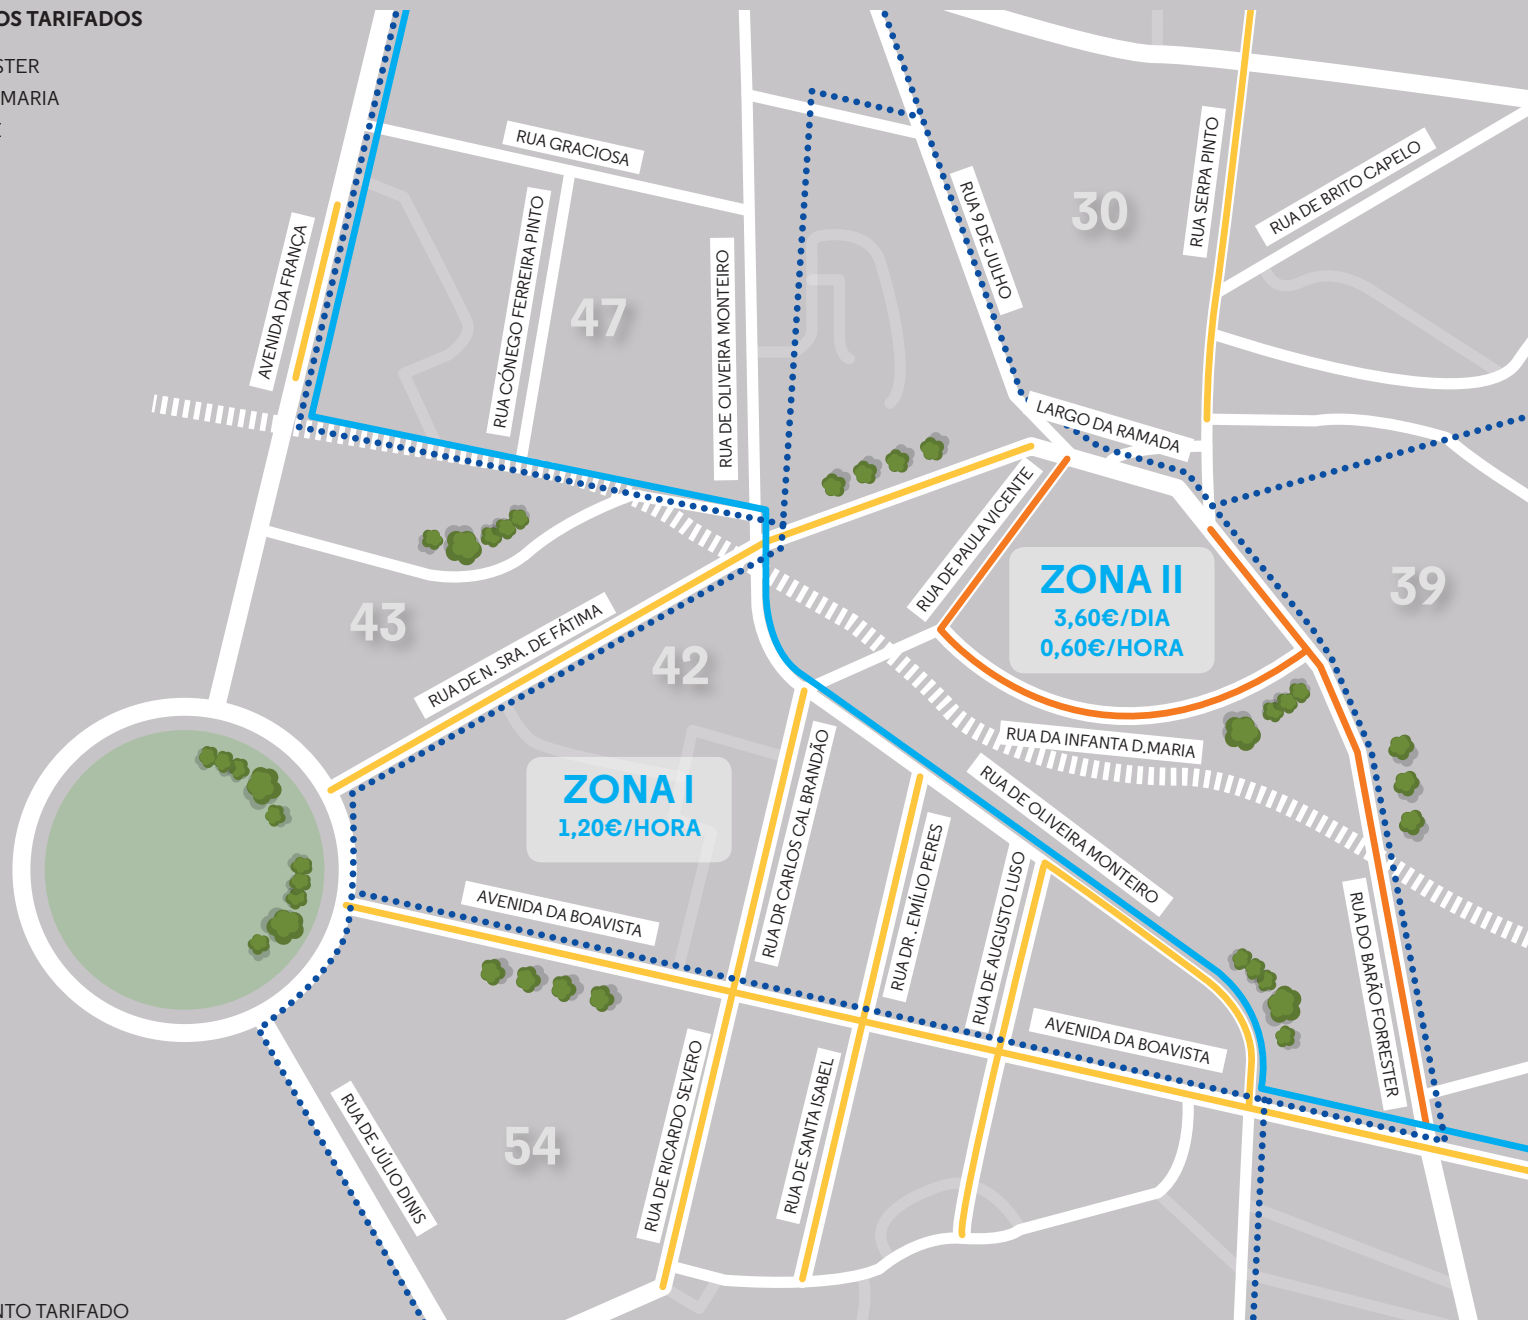 OS TARIFADOS
STER
MARIA
E
RUA GRACIOSA
AVENIDA DA FRANÇA
RUA CÓNEGO FERREIRA PINTO
47
RUA DE OLIVEIRA MONTEIRO
RUA 9 DE JULHO
30
RUA SERPA PINTO
RUA DE BRITO CAPELO
LARGO DA RAMADA
RUA DE PAULA VICENTE
ZONA II
3,60€/DIA
0,60€/HORA
39
43
RUA DE N. SRA. DE FÁTIMA
42
RUA DA INFANTA D.MARIA
ZONA I
1,20€/HORA
RUA DR CARLOS CAL BRANDÃO
RUA DE OLIVEIRA MONTEIRO
RUA DR . EMÍLIO PERES
RUA DE AUGUSTO LUSO
AVENIDA DA BOAVISTA
RUA DO BARÃO FORRESTER
AVENIDA DA BOAVISTA
RUA DE RICARDO SEVERO
RUA DE SANTA ISABEL
RUA DE JÚLIO DINIS
54
NTO TARIFADO